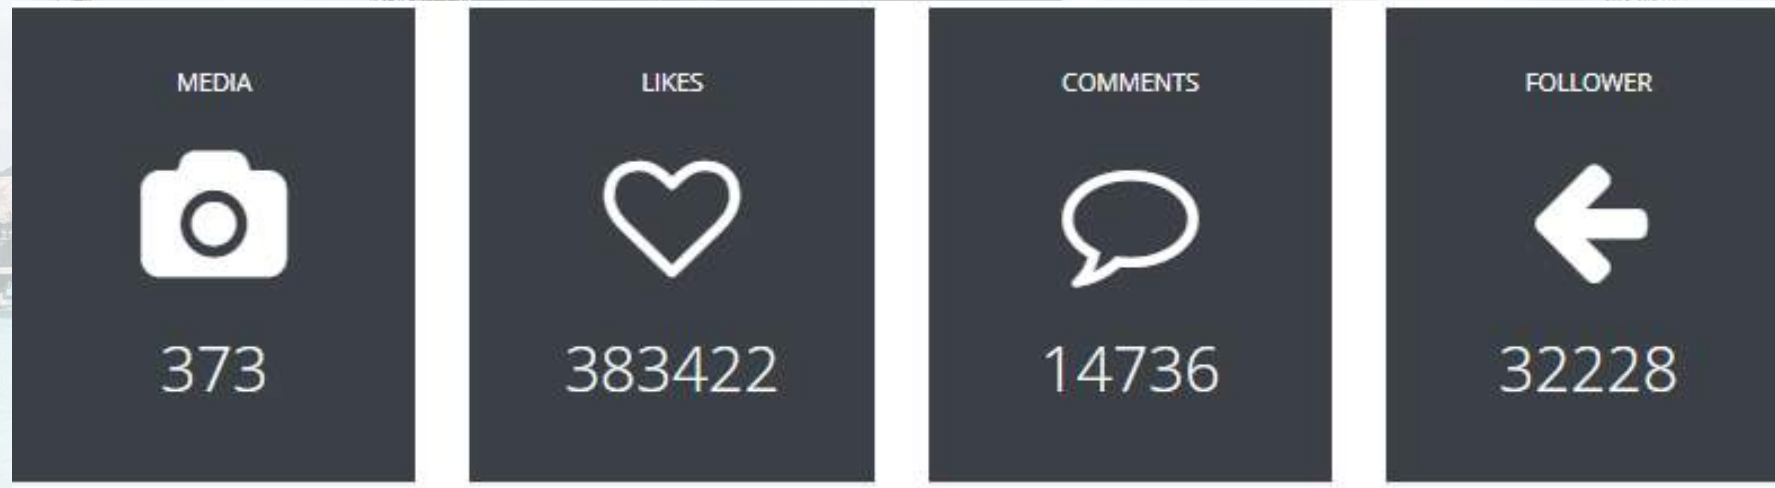 MEDIA
373
LIKES
383422
COMMENTS
14736
FOLLOWER
32228